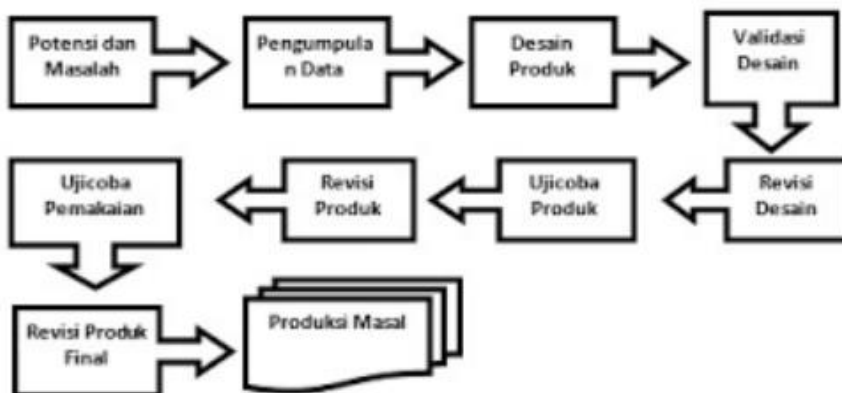 Potensi dan
Masalah
Pengumpula
n Data
Desain
Produk
Validasi
Desain
Revisi
Desain
Ujicoba
Produk
Revisi
Produk
Ujicoba
Pemakaian
Revisi Produk
Final
Produksi Masal